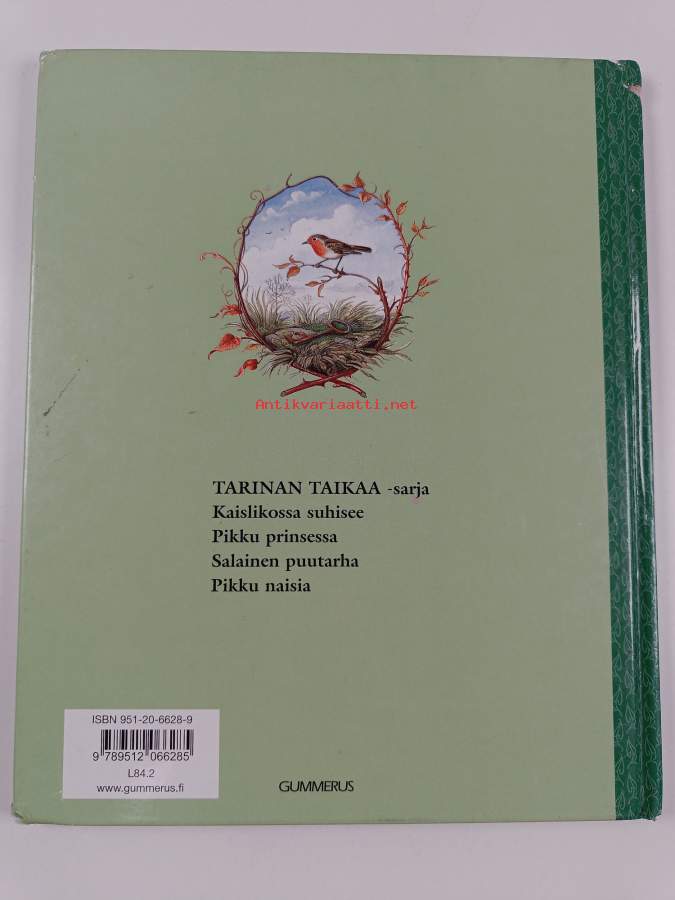 Antikvariaatti.net
TARINAN TAIKAA -sarja
Kaislikossa suhisee
Pikku prinsessa
Salainen puutarha
Pikku naisia
ISBN 951-20-6628-9
9 789512 066285
L84.2
www.gummerus.fi
GUMMERUS